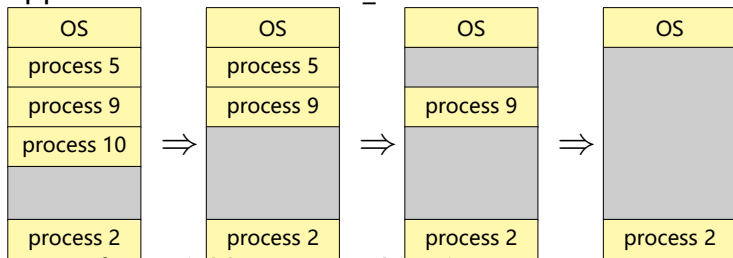 OS OS OS OS
process 5 process 5
process 9 process 9 process 9
process 10 ⇒ ⇒ ⇒
process 2 process 2 process 2 process 2